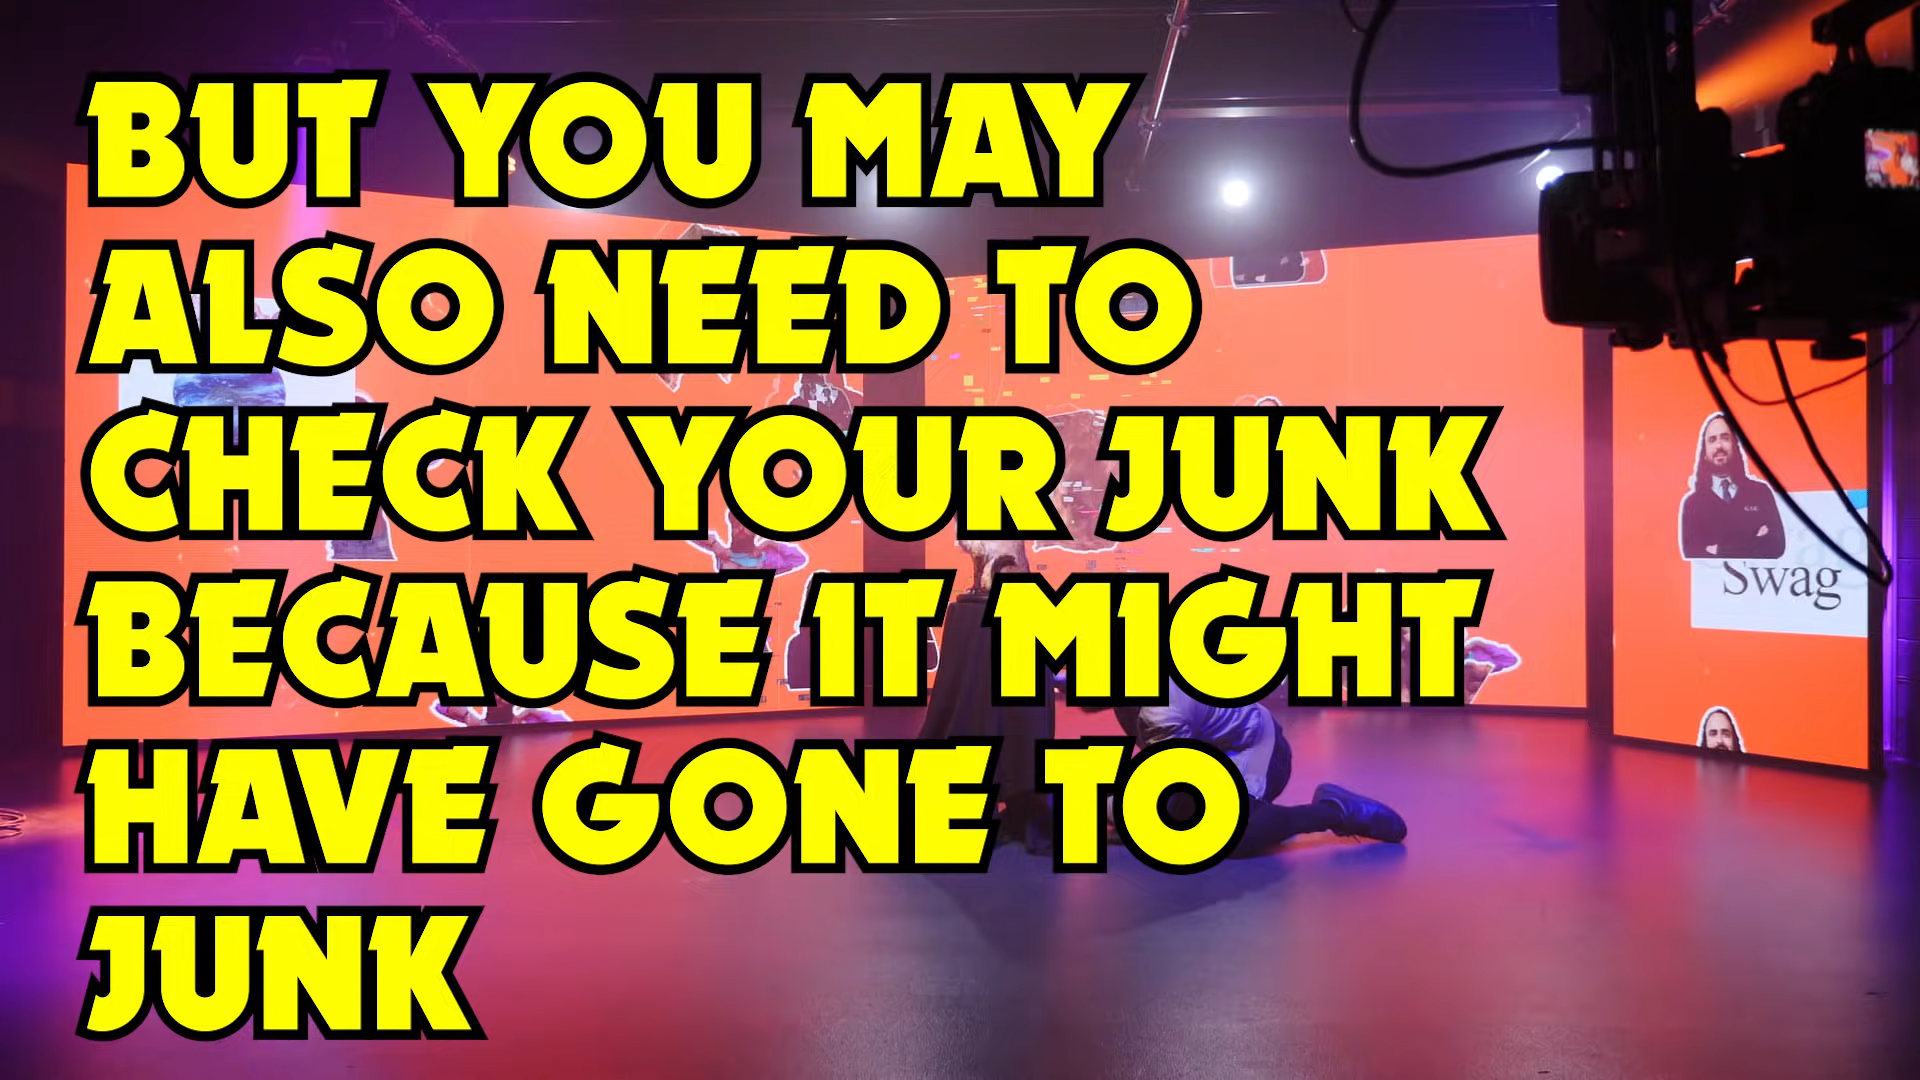 BUT YOU MAY
ALSO NEED TO
CHECK YOUR JUNK
BECAUSE IT MIGHT
HAVE GONE TO
JUNK
Swag